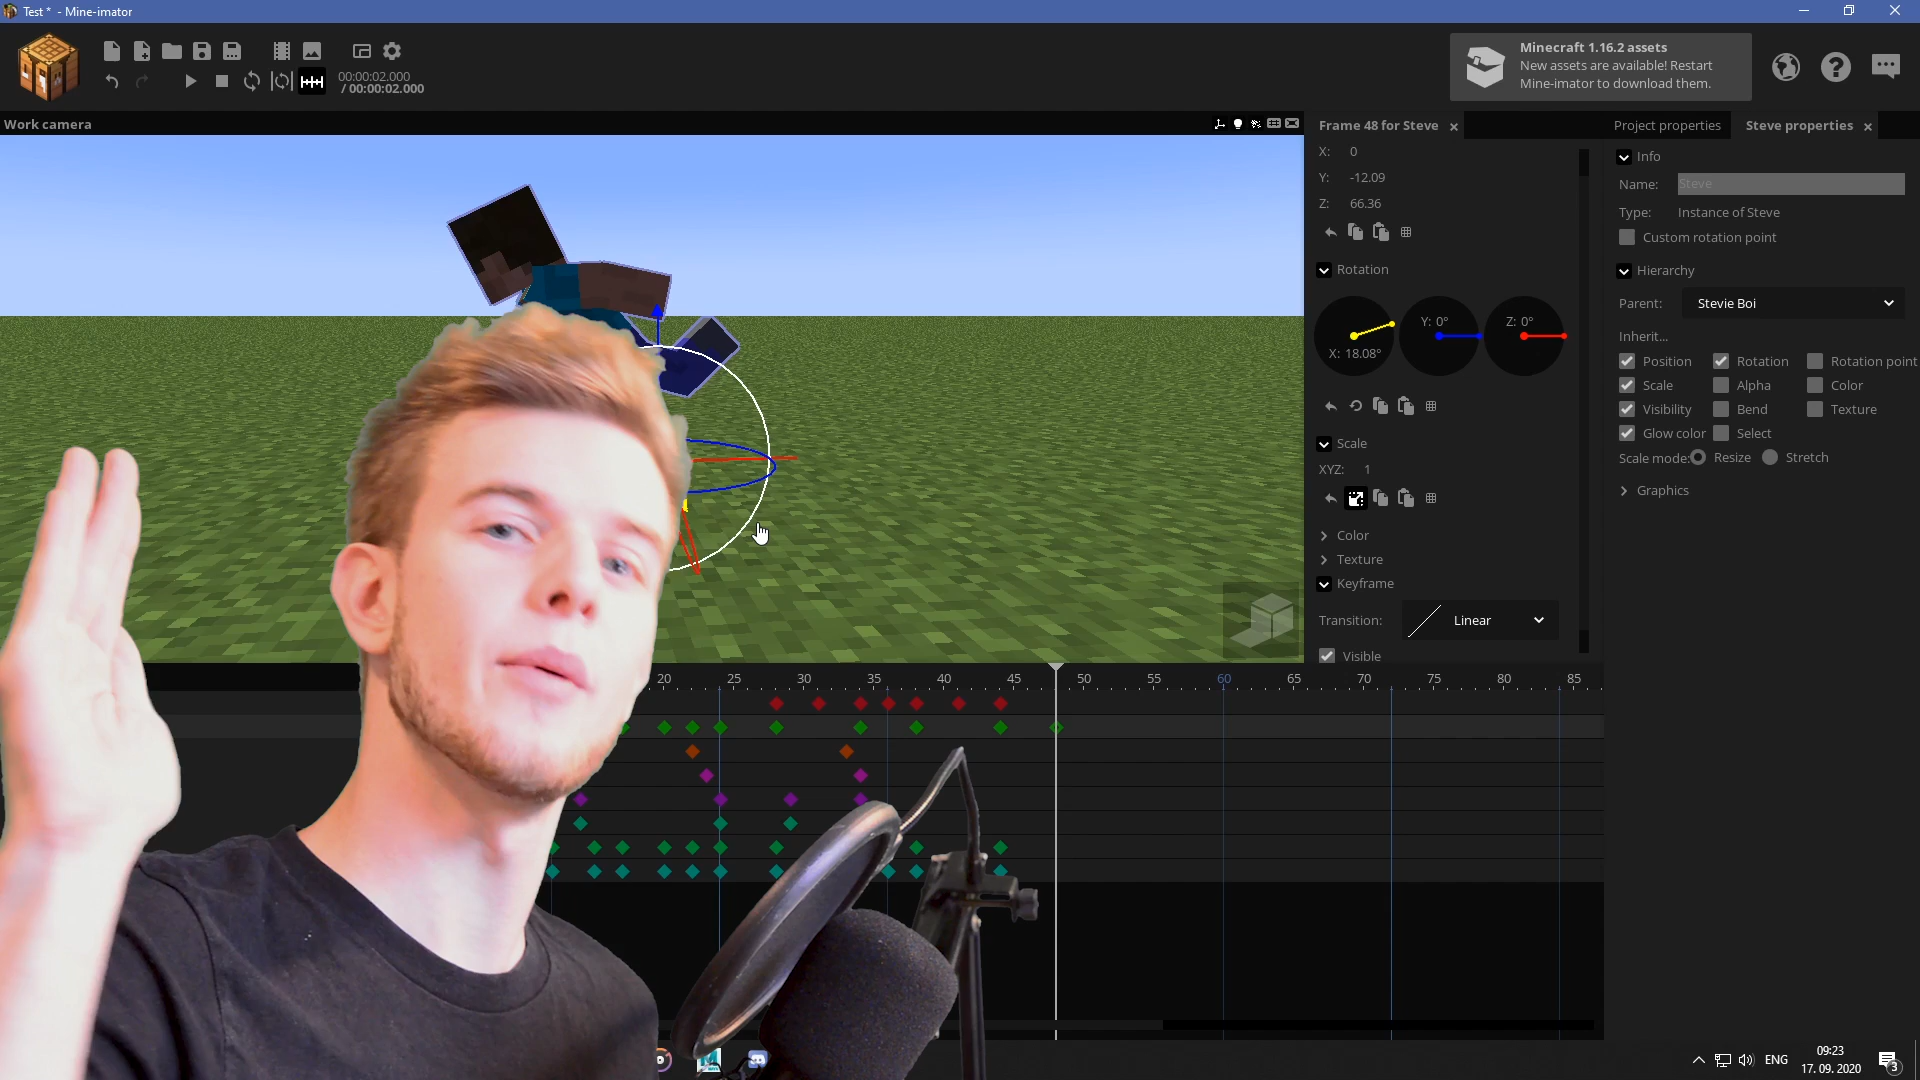 Test * - Mine-imator
00:00:02.000
/ 00:00:02.000
Minecraft 1.16.2 assets
New assets are available! Restart
Mine-imator to download them.
Work camera
Frame 48 for Steve
X: 0
Y: -12.09
Z: 66.36
Rotation
X: 18.08°
Y: 0°
Z: 0°
Scale
XYZ: 1
Color
Texture
Keyframe
Transition: Linear
Visible
Project properties
Steve properties
Info
Name: Steve
Type: Instance of Steve
Custom rotation point
Hierarchy
Parent: Stevie Boi
Inherit...
Position Rotation Rotation point
Scale Alpha Color
Visibility Bend Texture
Glow color Select
Scale mode: Resize Stretch
Graphics
20 25 30 35 40 45 50 55 60 65 70 75 80 85
ENG
09:23
17. 09. 2020
3